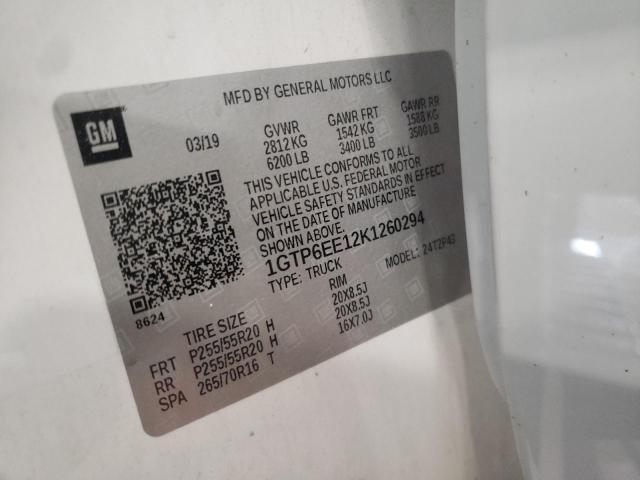 MFD BY GENERAL MOTORS LLC
GM
03/19
GVWR GAWR FRT GAWR RR
2812 KG 1542 KG 1588 KG
6200 LB 3400 LB 3500 LB
THIS VEHICLE CONFORMS TO ALL
APPLICABLE U.S. FEDERAL MOTOR
VEHICLE SAFETY STANDARDS IN EFFECT
ON THE DATE OF MANUFACTURE
SHOWN ABOVE.
1GTP6EE12K1260294
TYPE: TRUCK MODEL: 24T2P43
8624
TIRE SIZE RIM
FRT P255/55R20 H 20X8.5J
RR P255/55R20 H 20X8.5J
SPA 265/70R16 T 16X7.0J